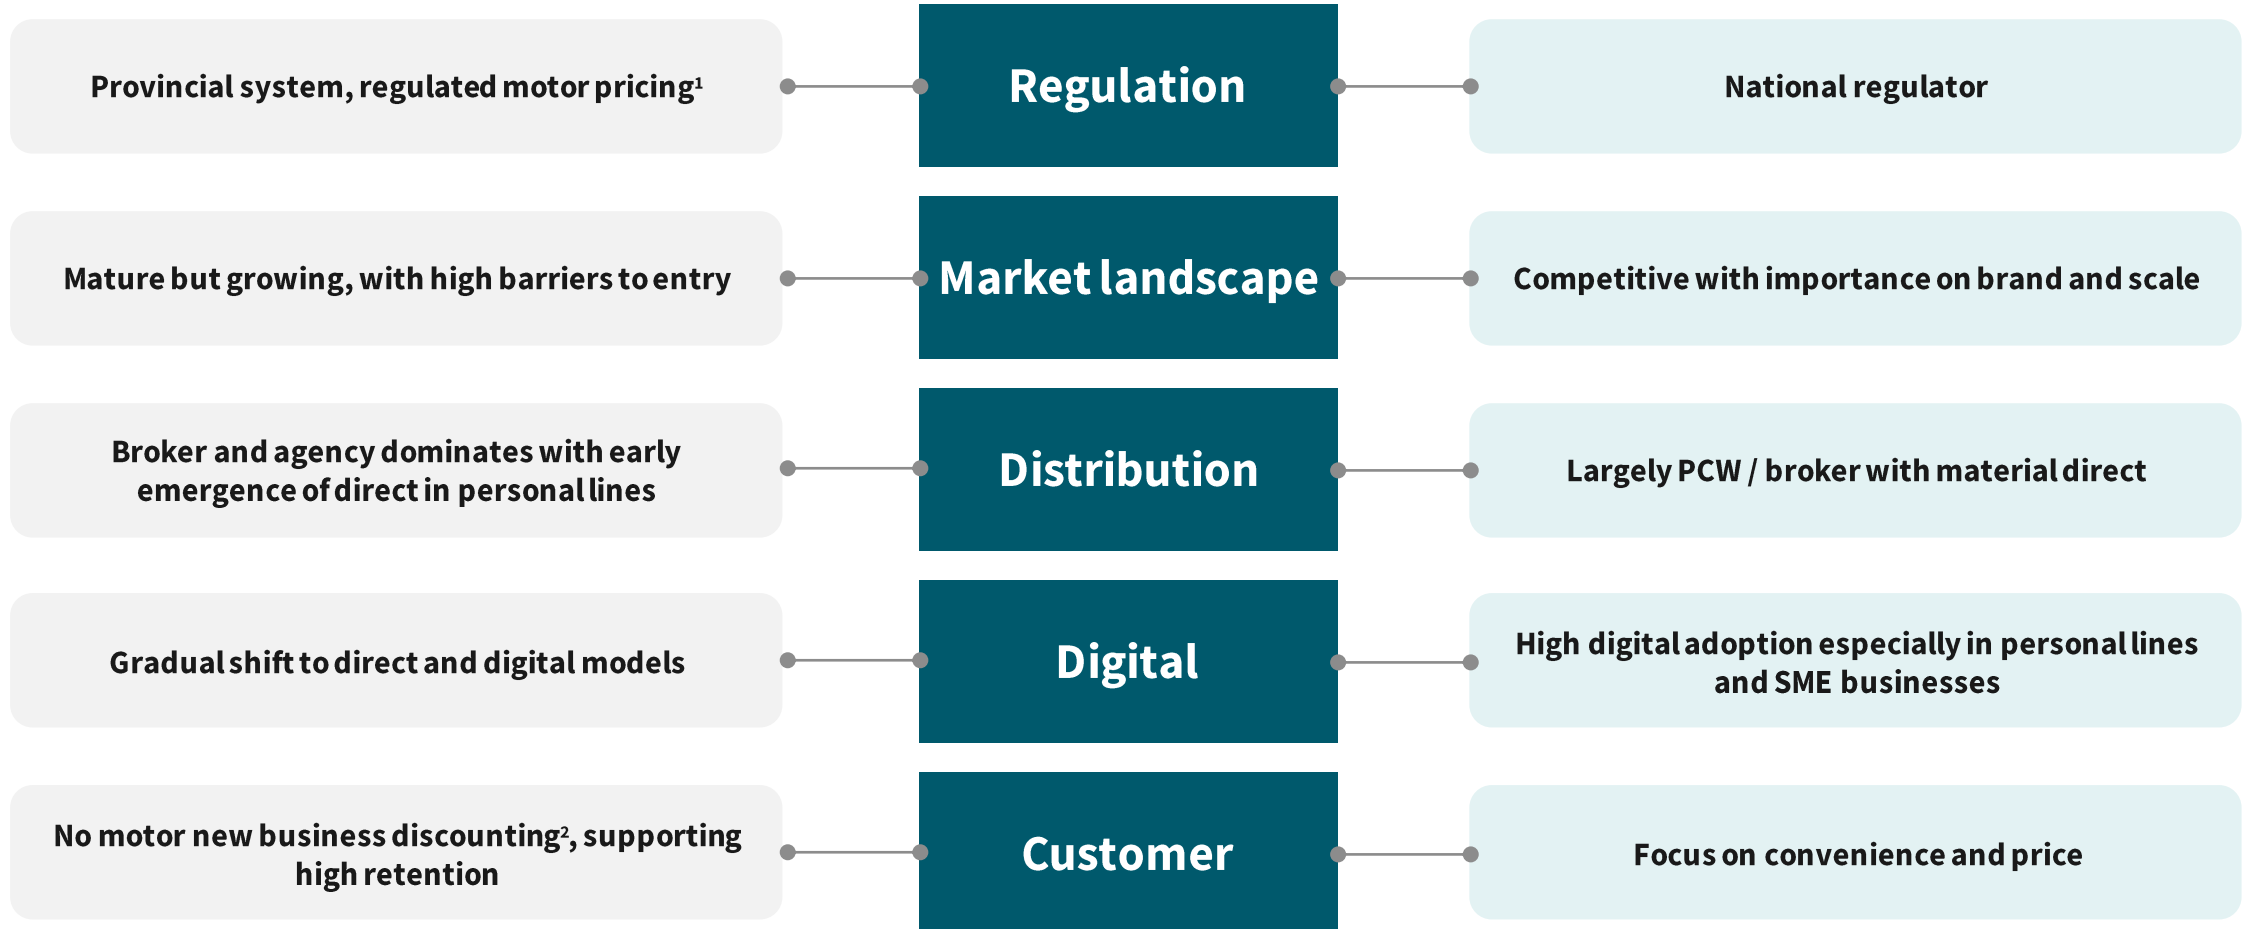 Provincial system, regulated motor pricing¹
Regulation
National regulator
Mature but growing, with high barriers to entry
Market landscape
Competitive with importance on brand and scale
Broker and agency dominates with early
emergence of direct in personal lines
Distribution
Largely PCW / broker with material direct
Gradual shift to direct and digital models
Digital
High digital adoption especially in personal lines
and SME businesses
No motor new business discounting², supporting
high retention
Customer
Focus on convenience and price